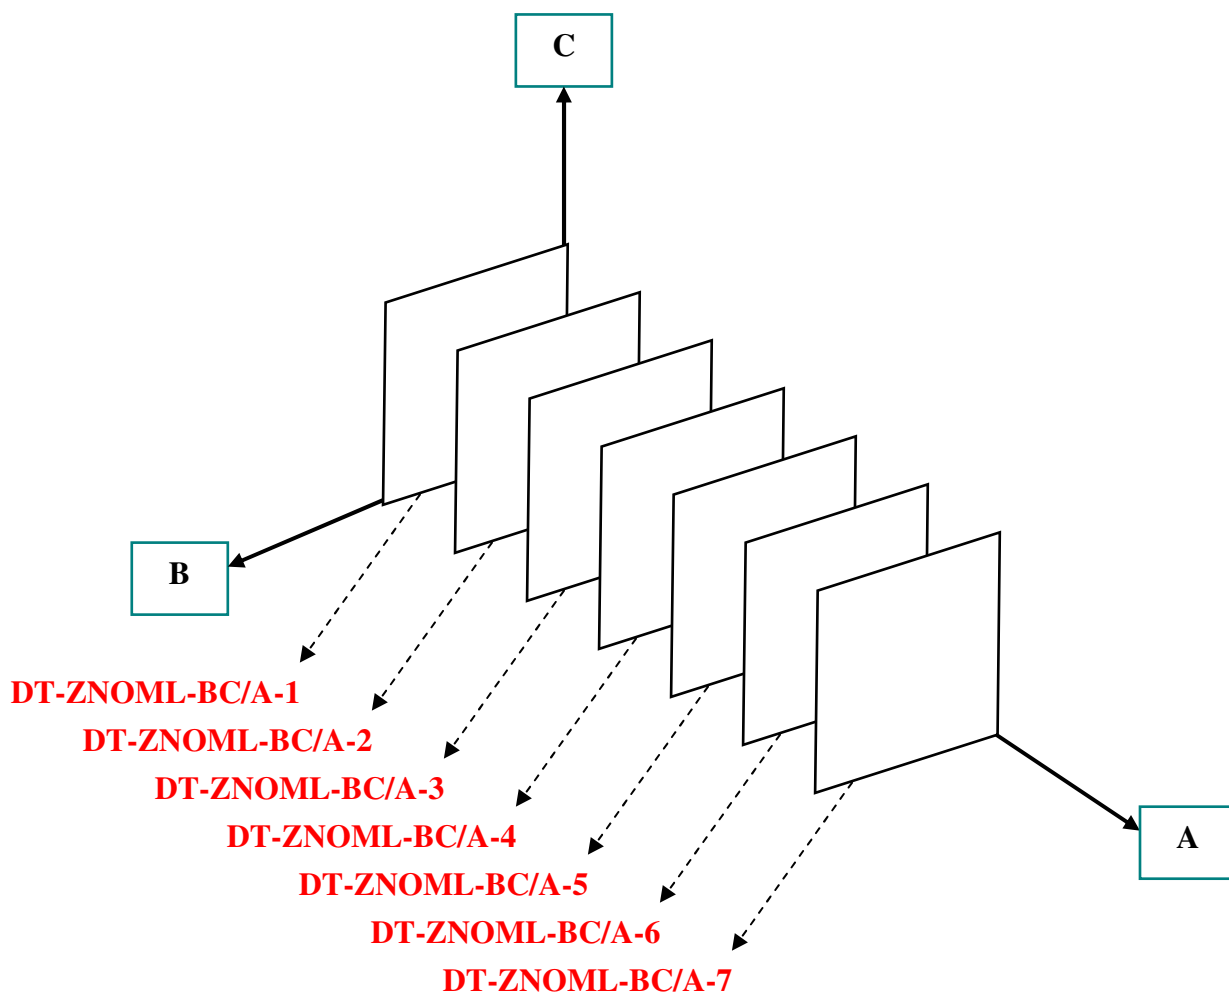 C
B
DT-ZNOML-BC/A-1
DT-ZNOML-BC/A-2
DT-ZNOML-BC/A-3
DT-ZNOML-BC/A-4
A
DT-ZNOML-BC/A-5
DT-ZNOML-BC/A-6
DT-ZNOML-BC/A-7